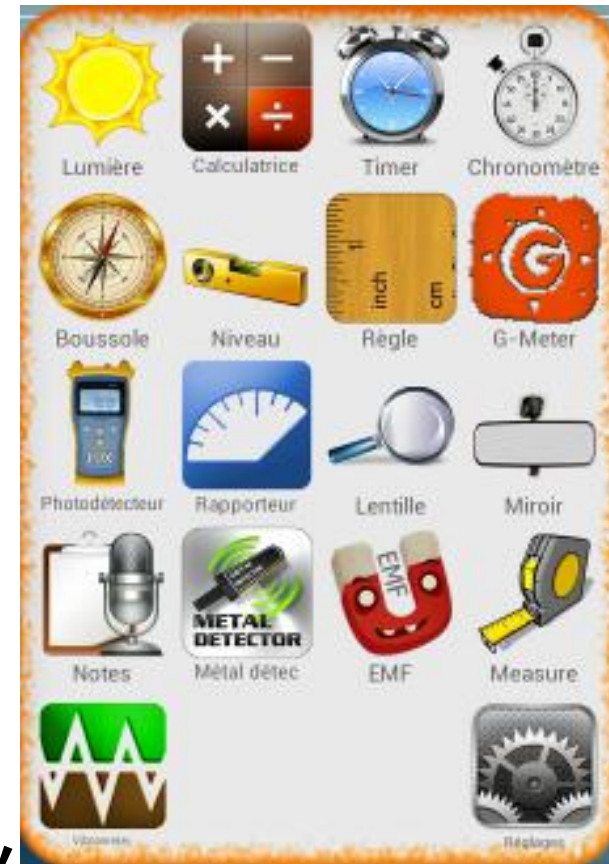 Lumière Calculatrice Timer Chronomètre
inch cm
Boussole Niveau Règle G-Meter
Photodétecteur Rapporteur Lentille Miroir
EMF
METAL
DETECTOR
Notes Métal détec EMF Measure
Réglages